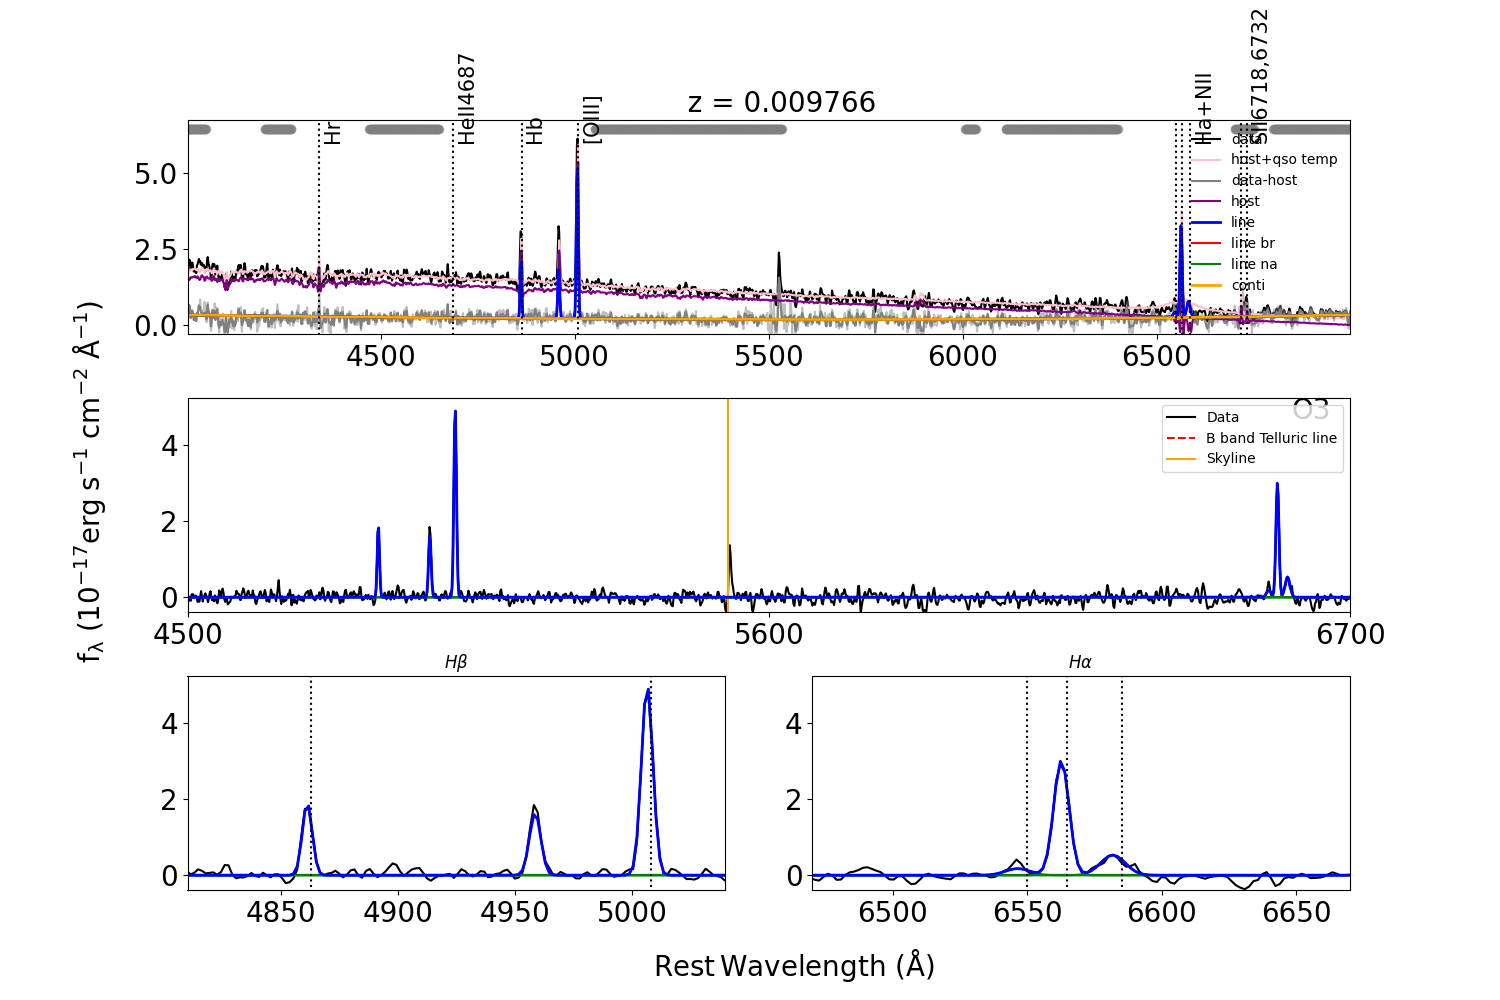 z = 0.009766
Hr
HeII4687
Hb
[OIII]
Ha+NII
SII6718,6732
data
host+qso temp
data-host
host
line
line br
line na
conti
5.0
2.5
0.0
4500 5000 5500 6000 6500
O3
Data
B band Telluric line
Skyline
4
2
0
4500 5600 6700
fλ (10−17erg s−1 cm−2 Å−1)
Hβ
4
2
0
4850 4900 4950 5000
Hα
4
2
0
6500 6550 6600 6650
Rest Wavelength (Å)